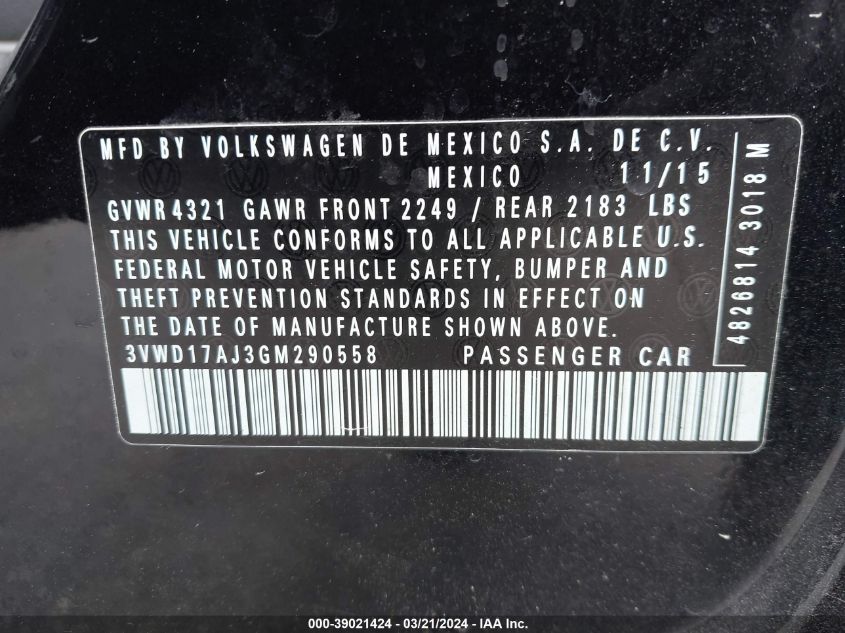 MFD BY VOLKSWAGEN DE MEXICO S.A. DE C.V.
MEXICO 11/15
GVWR 4321 GAWR FRONT 2249 / REAR 2183 LBS
THIS VEHICLE CONFORMS TO ALL APPLICABLE U.S.
FEDERAL MOTOR VEHICLE SAFETY, BUMPER AND
THEFT PREVENTION STANDARDS IN EFFECT ON
THE DATE OF MANUFACTURE SHOWN ABOVE.
3VWD17AJ3GM290558 PASSENGER CAR
4826814 3018 M
000-39021424 - 03/21/2024 - IAA Inc.